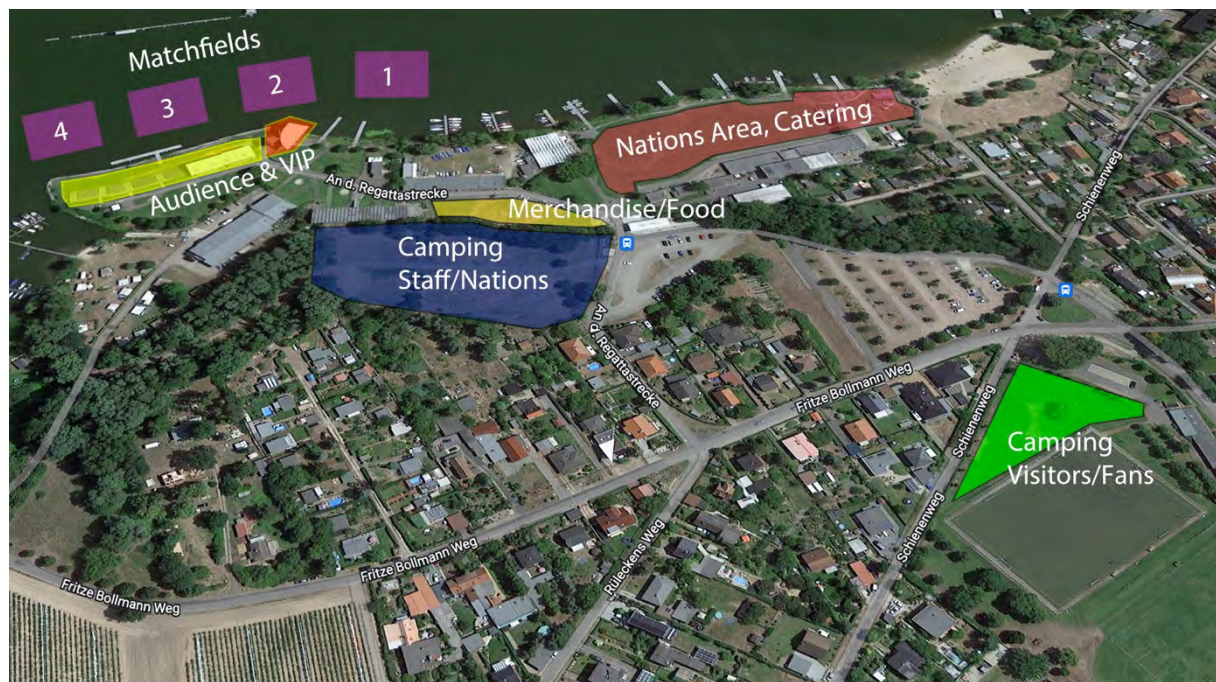 Matchfields
1
2
3
4
Audience & VIP
Nations Area, Catering
An d. Regattastrecke
Merchandise/Food
Camping
Staff/Nations
An d. Regattastrecke
Schienenweg
Fritze Bollmann Weg
Schienenweg
Camping
Visitors/Fans
Schienenweg
Rüleckens Weg
Fritze Bollmann Weg
Fritze Bollmann Weg